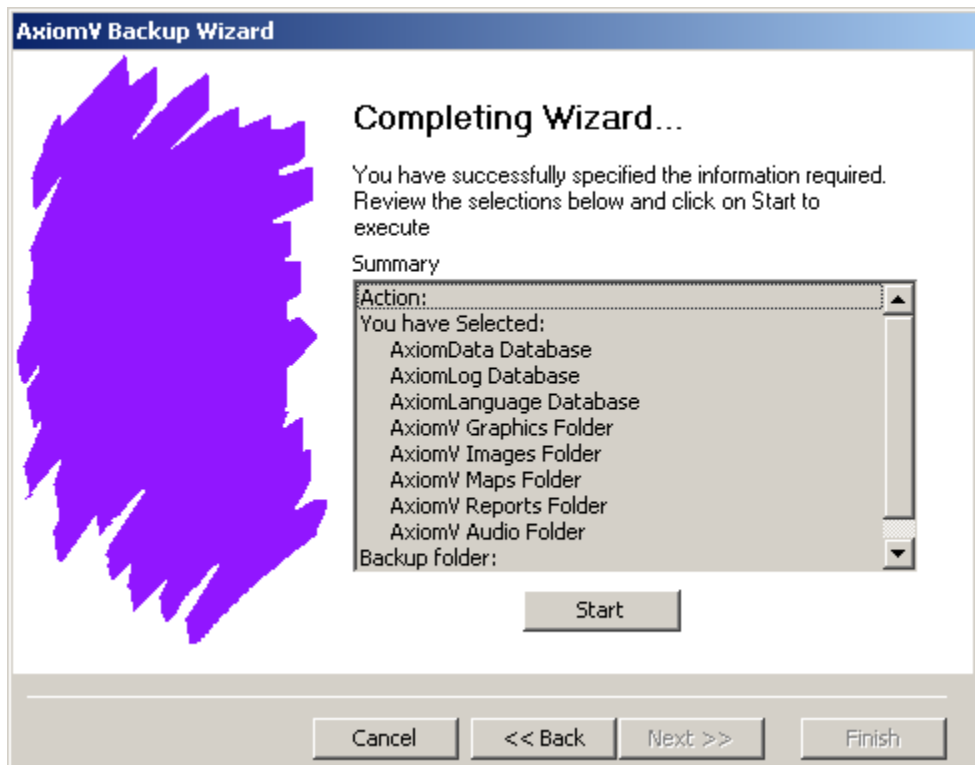 AxiomV Backup Wizard
Completing Wizard...
You have successfully specified the information required.
Review the selections below and click on Start to
execute
Summary
Action:
You have Selected:
AxiomData Database
AxiomLog Database
AxiomLanguage Database
AxiomV Graphics Folder
AxiomV Images Folder
AxiomV Maps Folder
AxiomV Reports Folder
AxiomV Audio Folder
Backup folder:
Start
Cancel
<< Back
Next >>
Finish